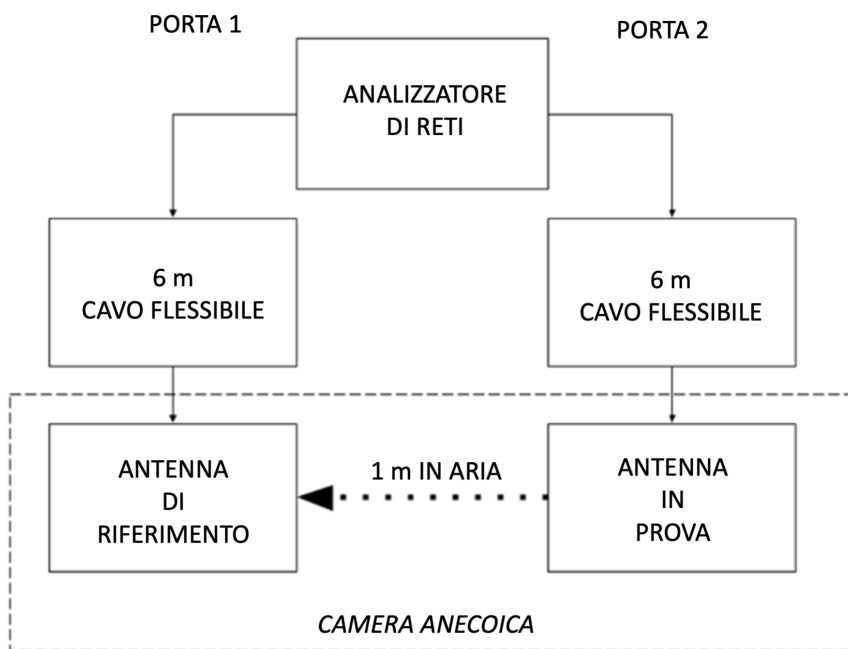 PORTA 1
PORTA 2
ANALIZZATORE
DI RETI
6 m
CAVO FLESSIBILE
6 m
CAVO FLESSIBILE
ANTENNA
DI
RIFERIMENTO
1 m IN ARIA
ANTENNA
IN
PROVA
CAMERA ANECOICA